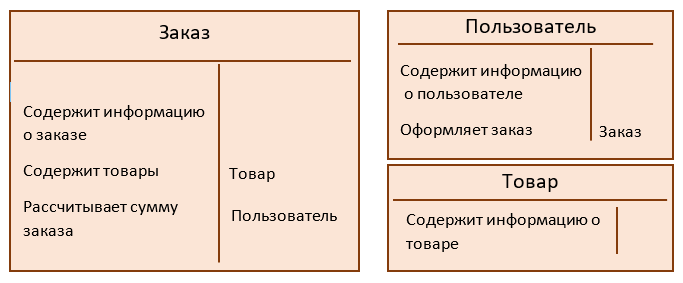 Заказ
Содержит информацию
о заказе
Содержит товары
Товар
Рассчитывает сумму
заказа
Пользователь
Пользователь
Содержит информацию
о пользователе
Оформляет заказ
Заказ
Товар
Содержит информацию о
товаре